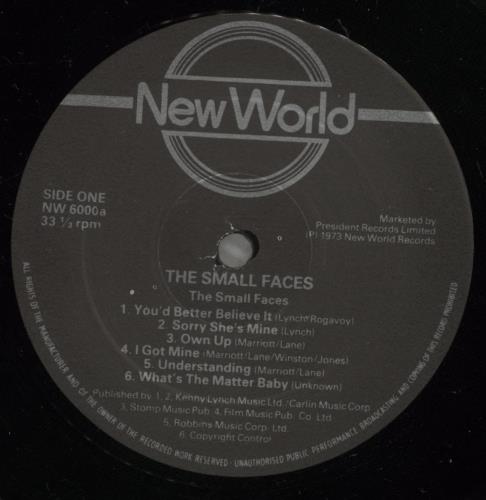 New World
SIDE ONE
NW 6000a
33 ⅓ rpm
Marketed by
President Records Limited
(P) 1973 New World Records
THE SMALL FACES
The Small Faces
1. You'd Better Believe It (Lynch/Rogavoy)
2. Sorry She's Mine (Lynch)
3. Own Up (Marriott/Lane)
4. I Got Mine (Marriott/Lane/Winston/Jones)
5. Understanding (Marriott/Lane)
6. What's The Matter Baby (Unknown)
Published by 1, 2, Kenny Lynch Music Ltd./Carlin Music Corp
3. Stomp Music Pub. 4. Film Music Pub. Co. Ltd
5. Robbins Music Corp. Ltd.
6. Copyright Control
ALL RIGHTS OF THE MANUFACTURER AND OF THE OWNER OF THE RECORDED WORK RESERVED · UNAUTHORISED PUBLIC PERFORMANCE, BROADCASTING AND COPYING OF THIS RECORD PROHIBITED